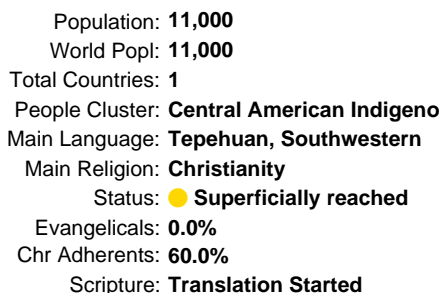 Population: 11,000
World Popl: 11,000
Total Countries: 1
People Cluster: Central American Indigeno
Main Language: Tepehuan, Southwestern
Main Religion: Christianity
Status: Superficially reached
Evangelicals: 0.0%
Chr Adherents: 60.0%
Scripture: Translation Started